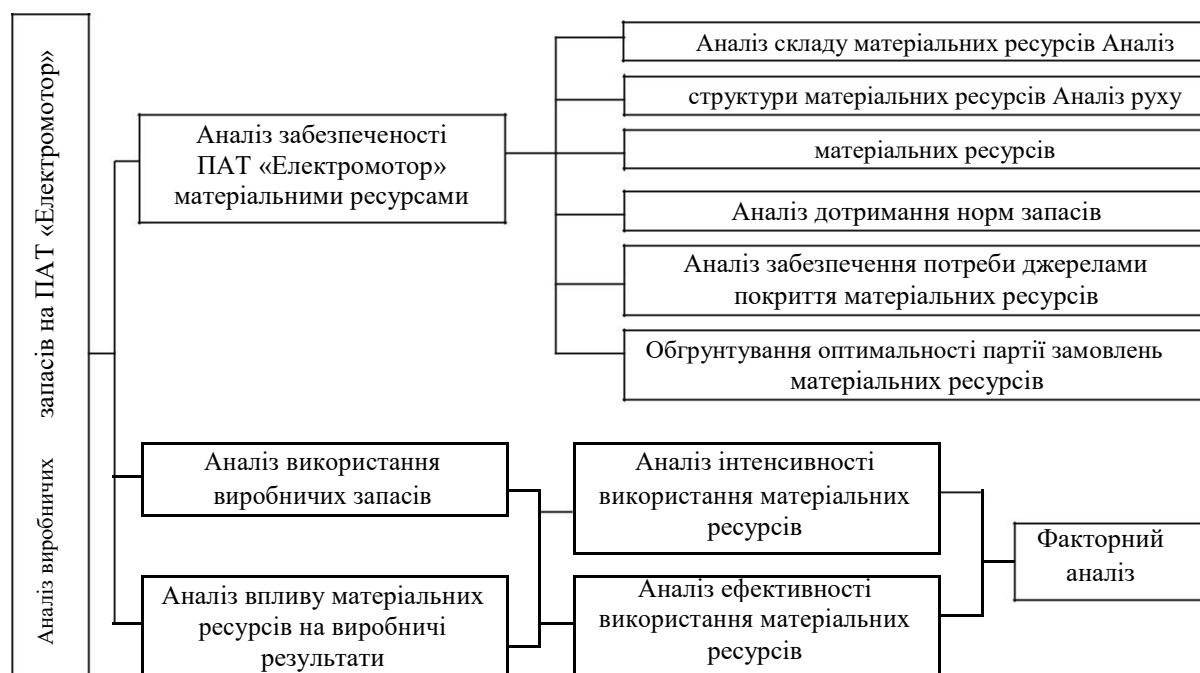 Аналіз виробничих запасів на ПАТ «Електромотор»
Аналіз забезпеченості
ПАТ «Електромотор»
матеріальними ресурсами
Аналіз складу матеріальних ресурсів Аналіз
структури матеріальних ресурсів Аналіз руху
матеріальних ресурсів
Аналіз дотримання норм запасів
Аналіз забезпечення потреби джерелами
покриття матеріальних ресурсів
Обгрунтування оптимальності партії замовлень
матеріальних ресурсів
Аналіз використання
виробничих запасів
Аналіз впливу матеріальних
ресурсів на виробничі
результати
Аналіз інтенсивності
використання матеріальних
ресурсів
Аналіз ефективності
використання матеріальних
ресурсів
Факторний
аналіз